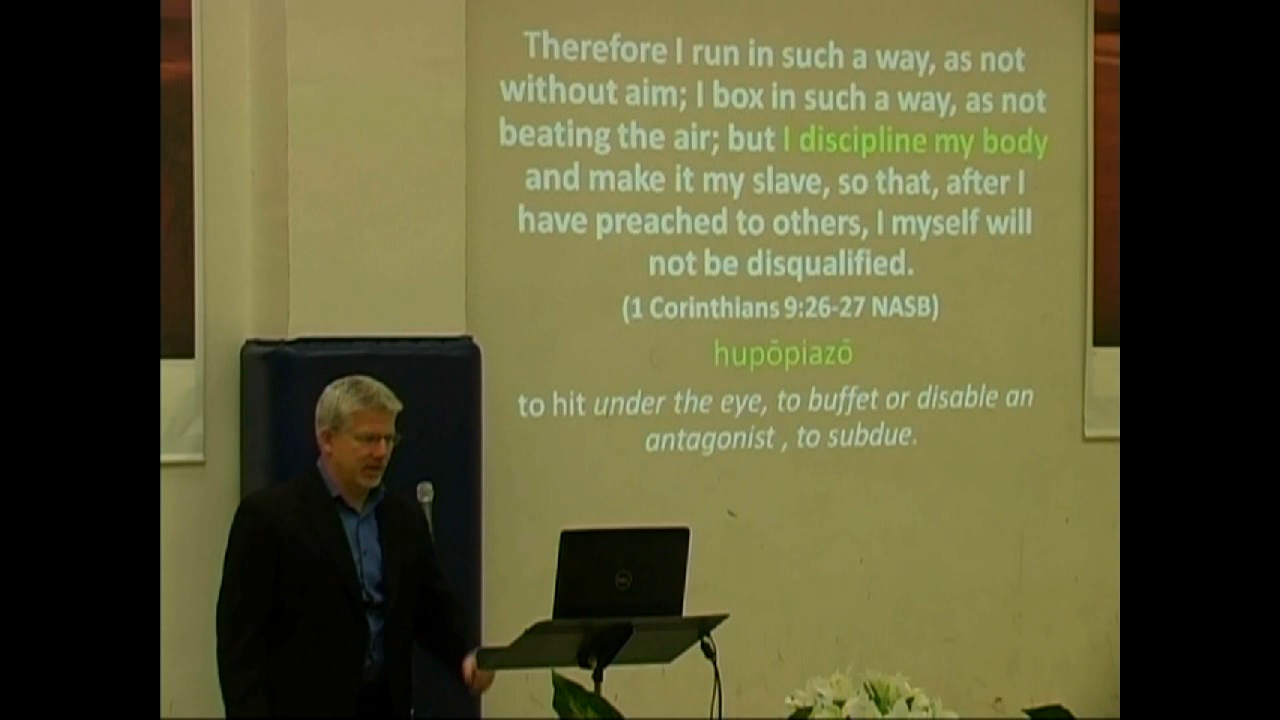 Therefore I run in such a way, as not
without aim; I box in such a way, as not
beating the air; but I discipline my body
and make it my slave, so that, after I
have preached to others, I myself will
not be disqualified.
(1 Corinthians 9:26-27 NASB)
hupōpiazō
to hit under the eye, to buffet or disable an
antagonist , to subdue.
DELL